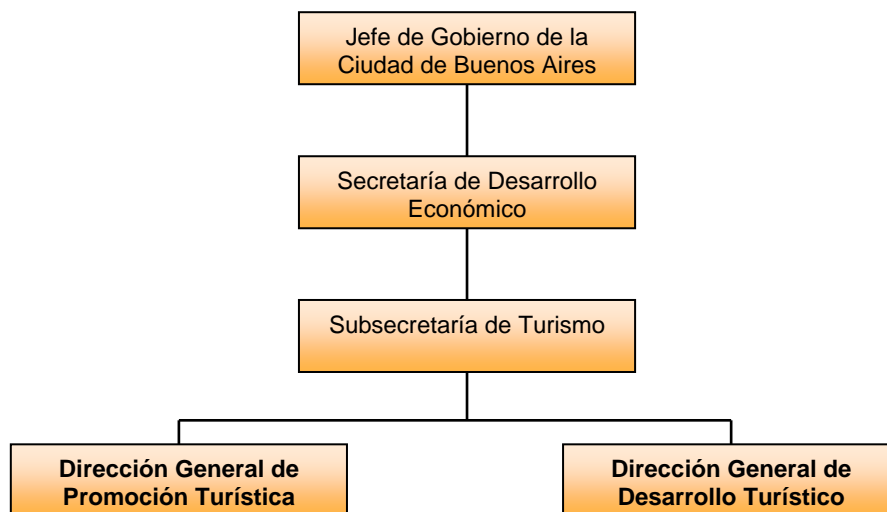 Jefe de Gobierno de la
Ciudad de Buenos Aires
Secretaría de Desarrollo
Económico
Subsecretaría de Turismo
Dirección General de
Promoción Turística
Dirección General de
Desarrollo Turístico